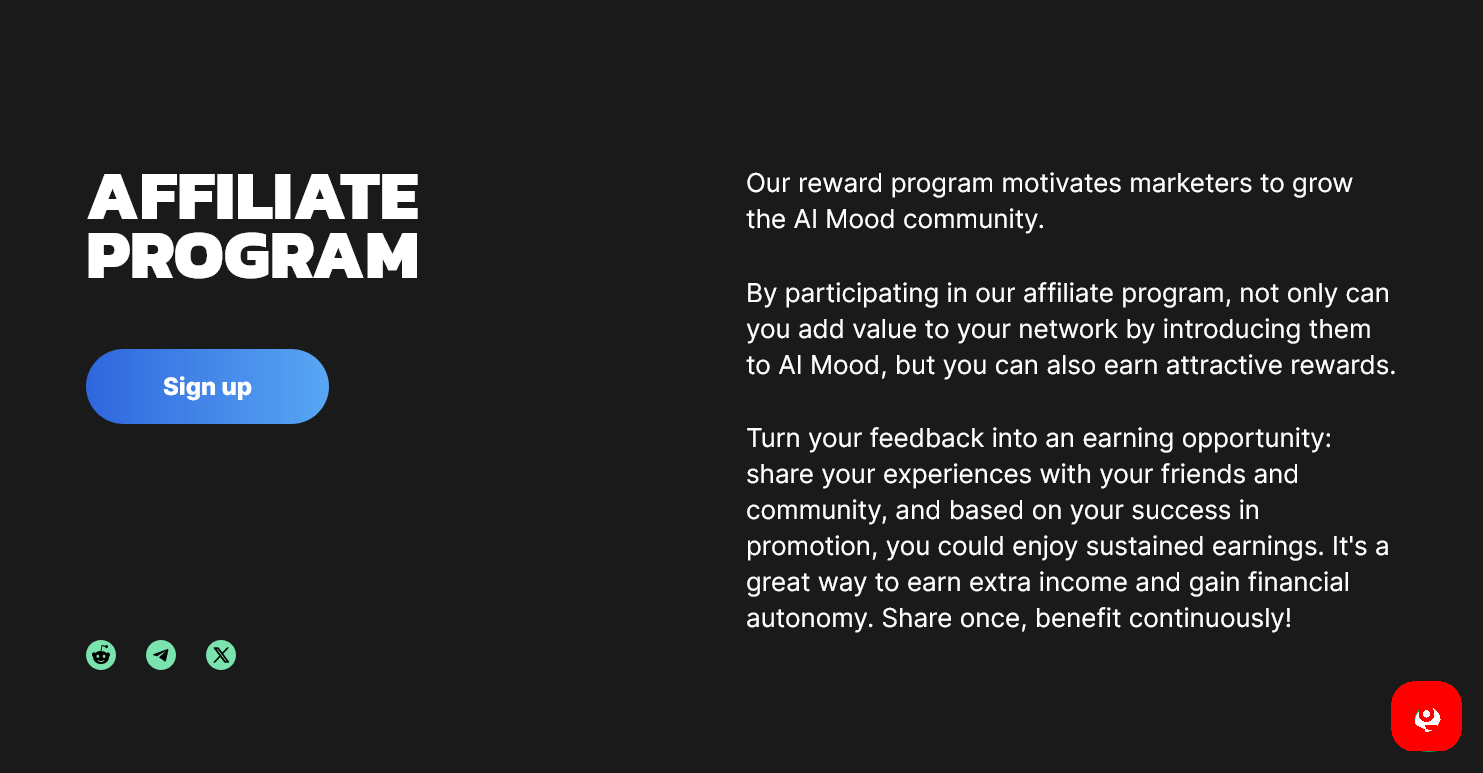 AFFILIATE
PROGRAM
Sign up
Our reward program motivates marketers to grow
the AI Mood community.
By participating in our affiliate program, not only can
you add value to your network by introducing them
to AI Mood, but you can also earn attractive rewards.
Turn your feedback into an earning opportunity:
share your experiences with your friends and
community, and based on your success in
promotion, you could enjoy sustained earnings. It's a
great way to earn extra income and gain financial
autonomy. Share once, benefit continuously!